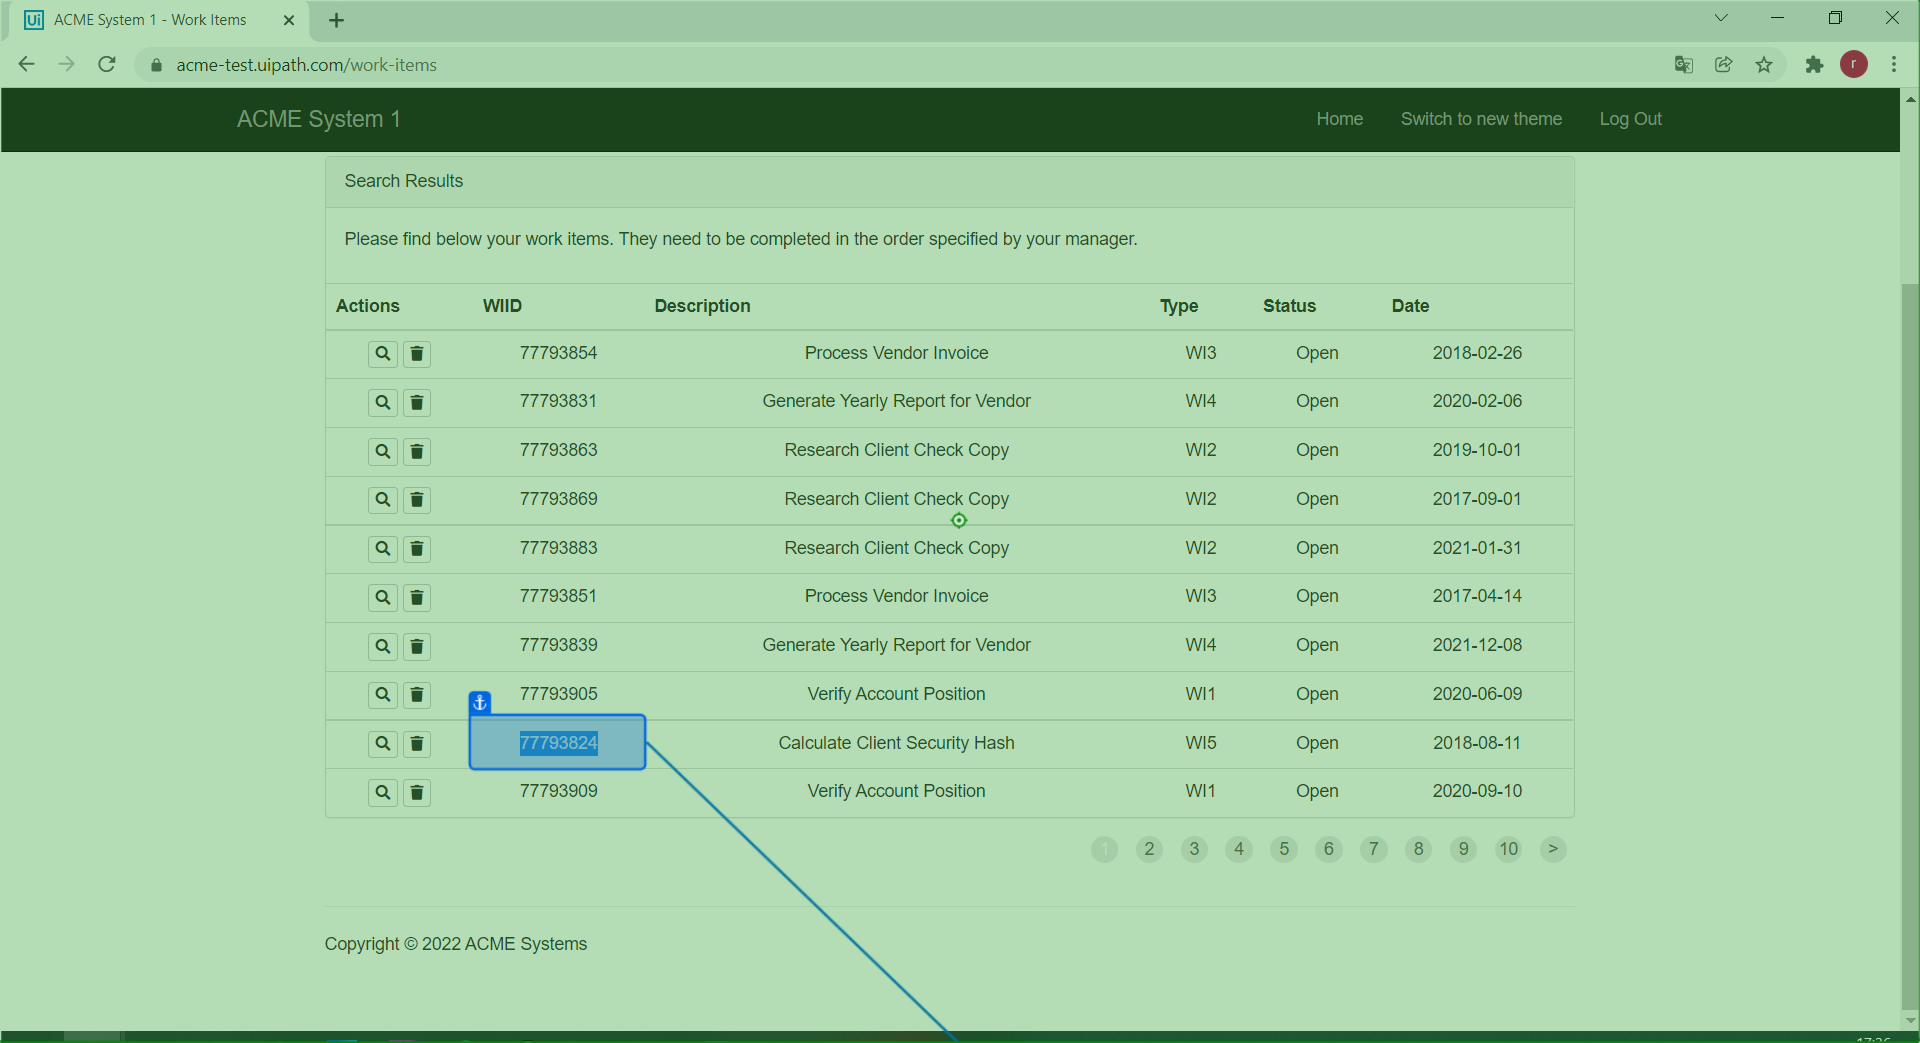 Ui ACME System 1 - Work Items
acme-test.uipath.com/work-items
r
ACME System 1 Home Switch to new theme Log Out
Search Results
Please find below your work items. They need to be completed in the order specified by your manager.
Actions WIID Description Type Status Date
77793854 Process Vendor Invoice WI3 Open 2018-02-26
77793831 Generate Yearly Report for Vendor WI4 Open 2020-02-06
77793863 Research Client Check Copy WI2 Open 2019-10-01
77793869 Research Client Check Copy WI2 Open 2017-09-01
77793883 Research Client Check Copy WI2 Open 2021-01-31
77793851 Process Vendor Invoice WI3 Open 2017-04-14
77793839 Generate Yearly Report for Vendor WI4 Open 2021-12-08
77793905 Verify Account Position WI1 Open 2020-06-09
77793824 Calculate Client Security Hash WI5 Open 2018-08-11
77793909 Verify Account Position WI1 Open 2020-09-10
1 2 3 4 5 6 7 8 9 10 >
Copyright © 2022 ACME Systems